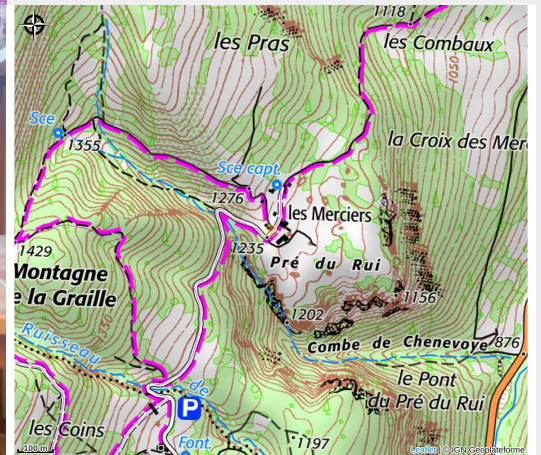 1118
les Pras
les Combaux
1050
Sce
la Croix des Mer
1355
Sce capt.
1276
les Merciers
1429
1235
Pré du Rui
Montagne
e la Graille
1156
1202
Ruisseau
Combe de Chenevoye
876
de
le Pont
du Pré du Rui
P
les Coins
Font.
1197
100 m
Leaflet | © IGN Geoplateforme